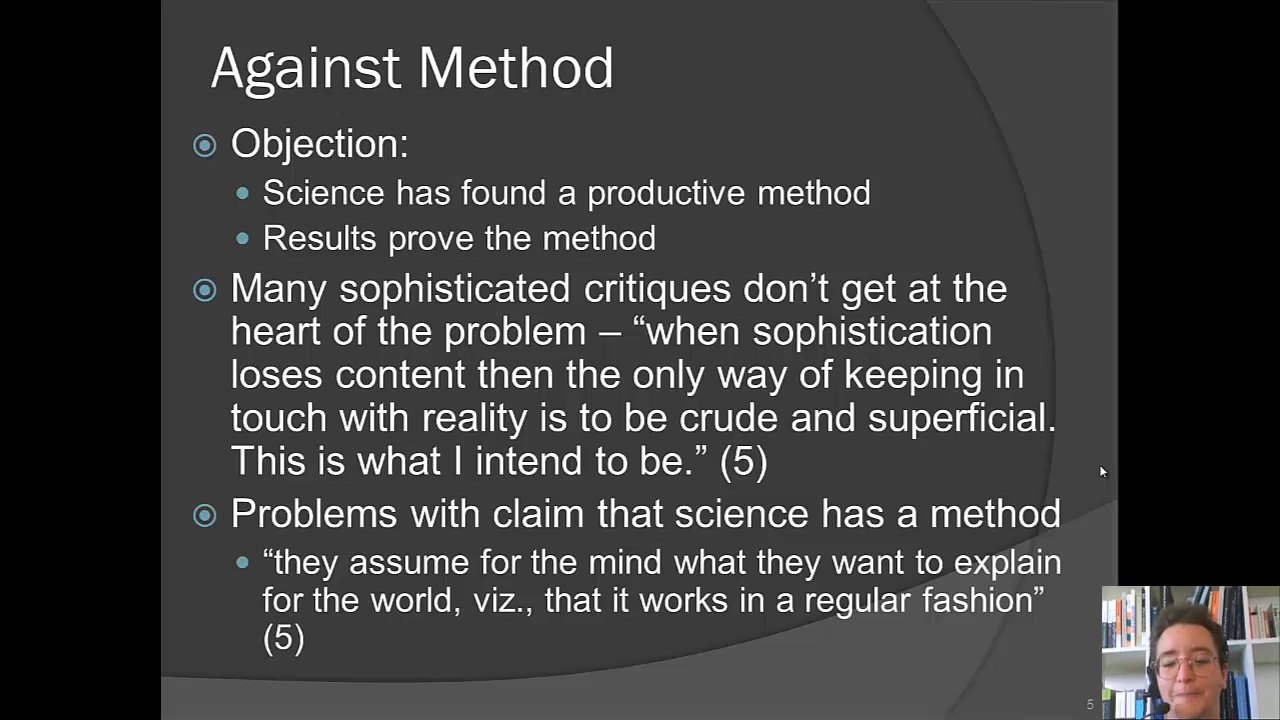 Against Method
Objection:
Science has found a productive method
Results prove the method
Many sophisticated critiques don’t get at the
heart of the problem – “when sophistication
loses content then the only way of keeping in
touch with reality is to be crude and superficial.
This is what I intend to be.” (5)
Problems with claim that science has a method
“they assume for the mind what they want to explain
for the world, viz., that it works in a regular fashion”
(5)
5